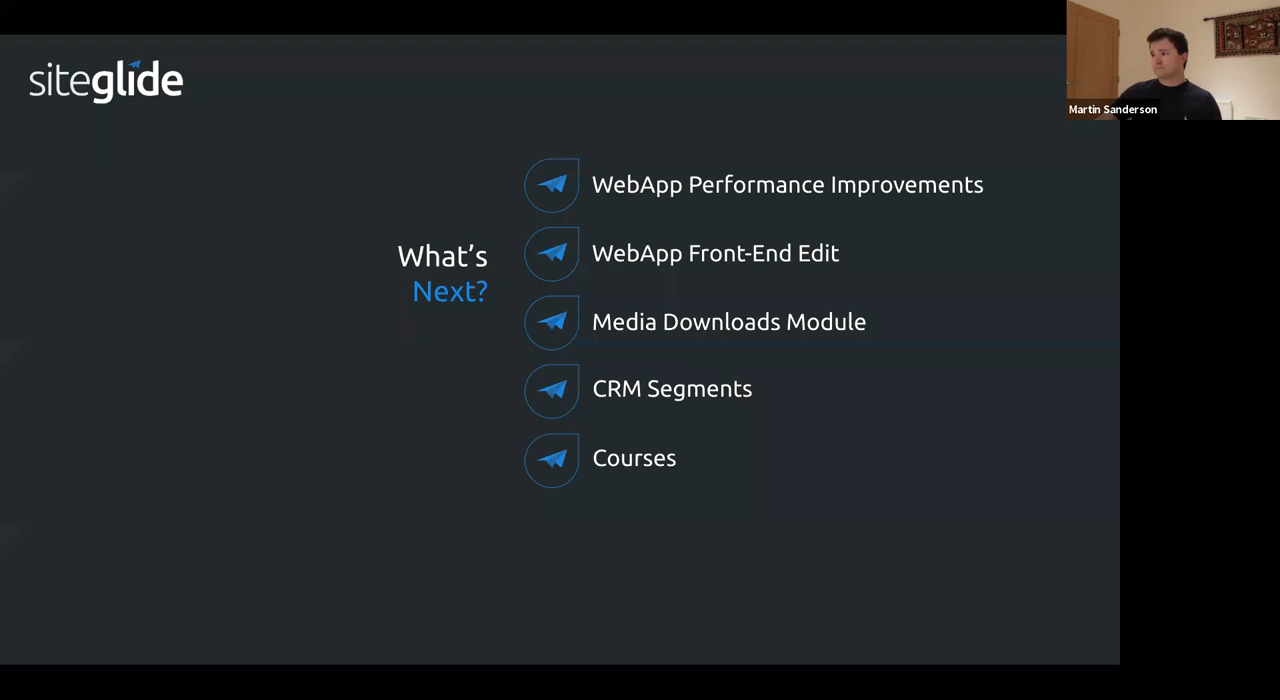 siteglide
What's
Next?
WebApp Performance Improvements
WebApp Front-End Edit
Media Downloads Module
CRM Segments
Courses
Martin Sanderson